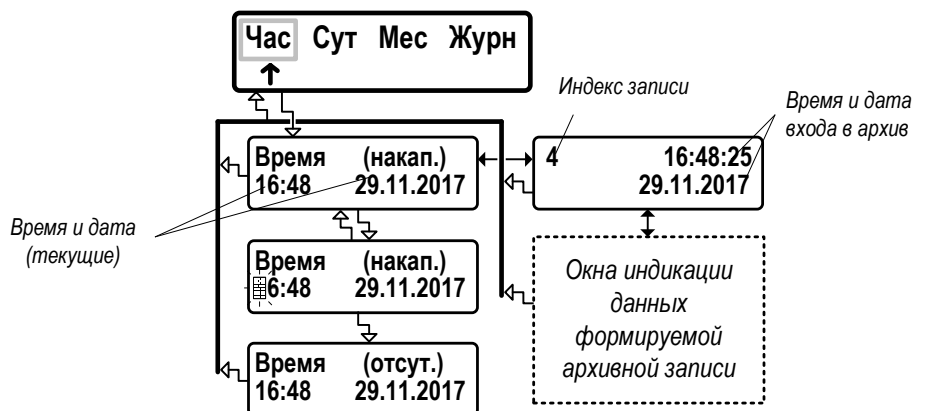 Час Сут Мес Журн
Индекс записи
Время и дата
входа в архив
Время (накап.)
16:48 29.11.2017
4 16:48:25
29.11.2017
Время и дата
(текущие)
Время (накап.)
6:48 29.11.2017
Окна индикации
данных
формируемой
архивной записи
Время (отсут.)
16:48 29.11.2017